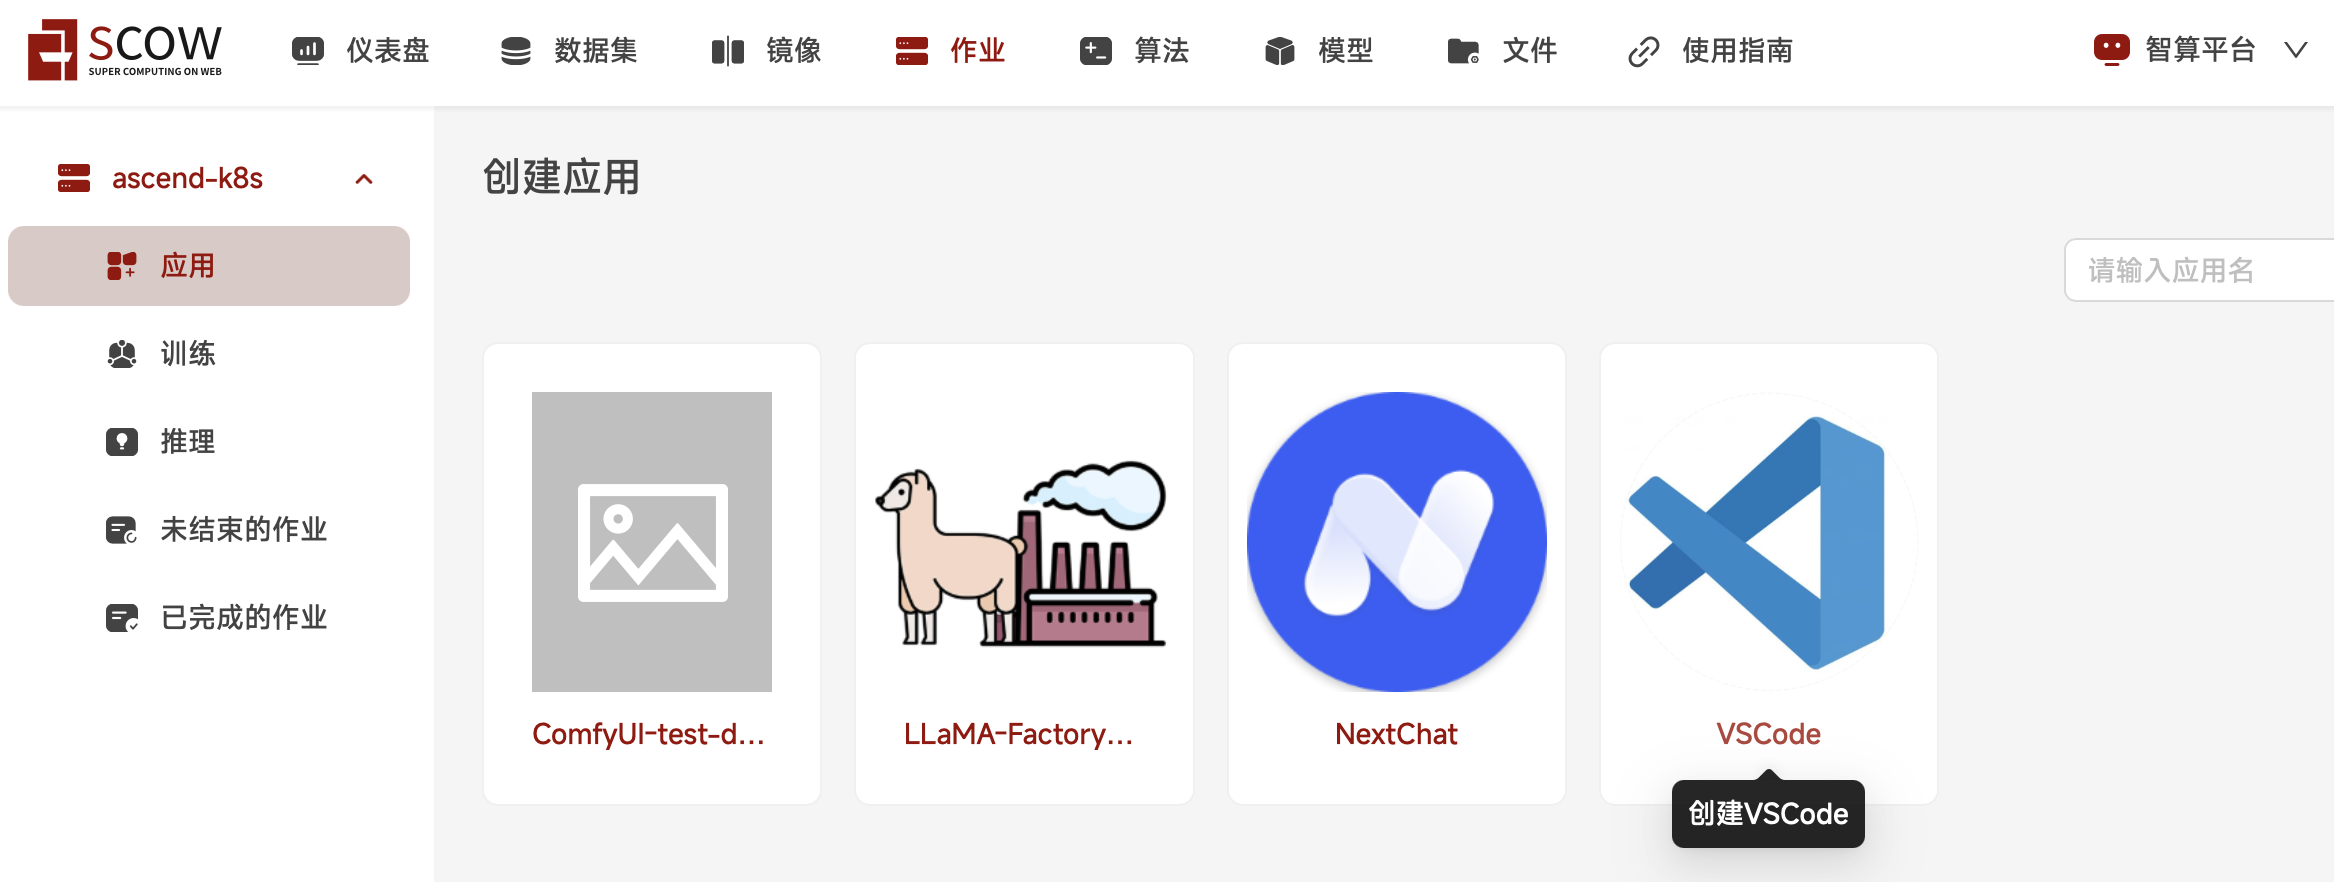 SCOW
SUPER COMPUTING ON WEB
仪表盘
数据集
镜像
作业
算法
模型
文件
使用指南
智算平台
ascend-k8s
应用
训练
推理
未结束的作业
已完成的作业
创建应用
请输入应用名
ComfyUI-test-d...
LLaMA-Factory...
NextChat
VSCode
创建VSCode